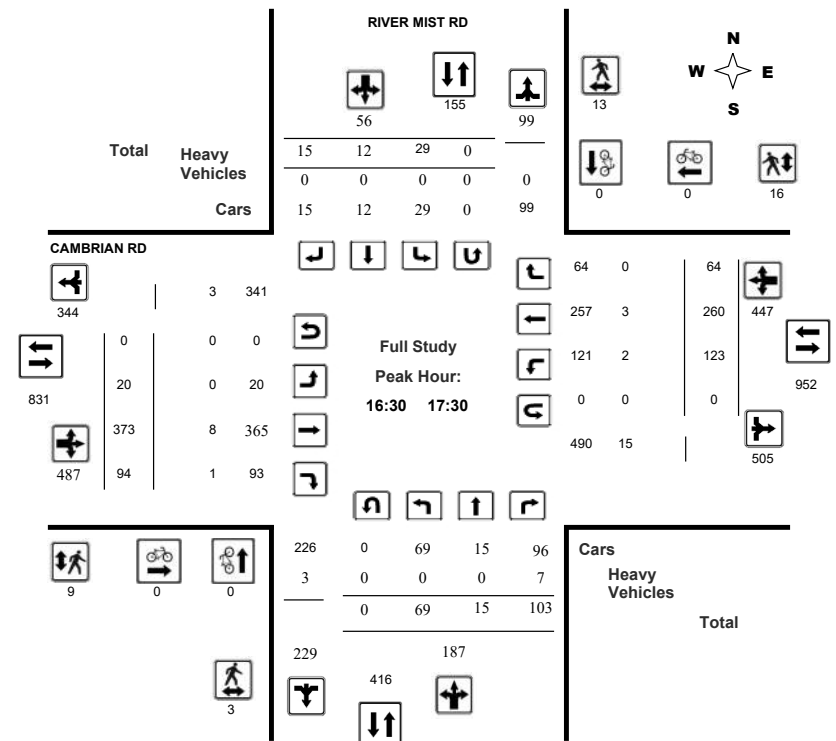 RIVER MIST RD
N
W E
S
155
56
99
13
Total Heavy Vehicles
15 12 29 0
0 0 0 0 0
Cars 15 12 29 0 99
0 0 16
CAMBRIAN RD
344
3 341
0 0 0
831
20 0 20
373 8 365
487
94 1 93
Full Study
Peak Hour:
16:30 17:30
64 0 64
257 3 260 447
121 2 123
952
0 0 0
490 15
505
226 0 69 15 96 Cars
3 0 0 0 7 Heavy Vehicles
0 69 15 103 Total
229 187
416
9 0 0
3